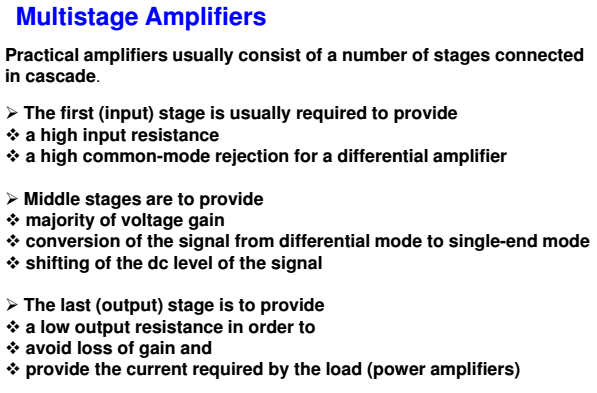 Multistage Amplifiers
Practical amplifiers usually consist of a number of stages connected
in cascade.
➢ The first (input) stage is usually required to provide
❖ a high input resistance
❖ a high common-mode rejection for a differential amplifier
➢ Middle stages are to provide
❖ majority of voltage gain
❖ conversion of the signal from differential mode to single-end mode
❖ shifting of the dc level of the signal
➢ The last (output) stage is to provide
❖ a low output resistance in order to
❖ avoid loss of gain and
❖ provide the current required by the load (power amplifiers)